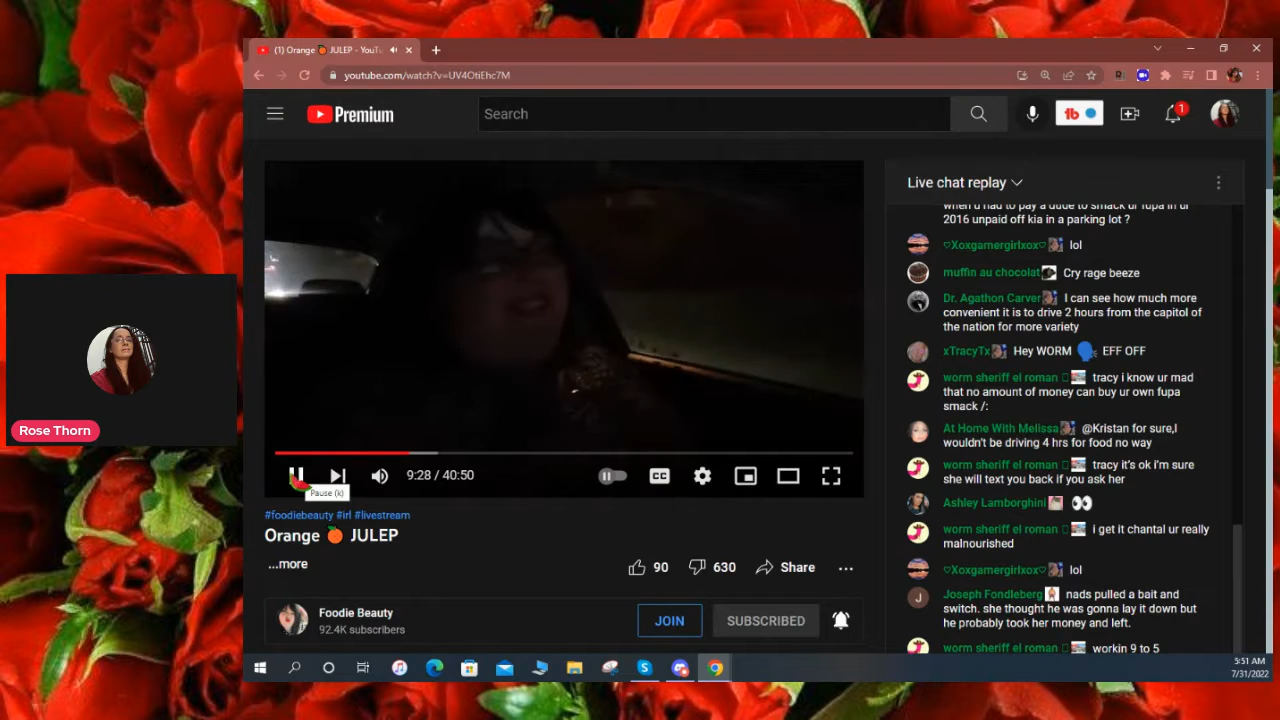 (1) Orange 🍊 JULEP - YouTu
youtube.com/watch?v=UV4OtiEhc7M
Premium
Search
1
Live chat replay
when u had to pay a dude to smack ur fupa in ur
2016 unpaid off kia in a parking lot ?
♡Xoxgamergirlxox♡ lol
muffin au chocolat Cry rage beeze
Dr. Agathon Carver I can see how much more
convenient it is to drive 2 hours from the capitol of
the nation for more variety
xTracyTx Hey WORM 🗣 EFF OFF
worm sheriff el roman tracy i know ur mad
that no amount of money can buy ur own fupa
smack /:
At Home With Melissa @Kristan for sure,I
wouldn't be driving 4 hrs for food no way
worm sheriff el roman tracy it's ok I'm sure
she will text you back if you ask her
Ashley Lamborghini 👀
worm sheriff el roman i get it chantal ur really
malnourished
♡Xoxgamergirlxox♡ lol
J
Joseph Fondleberg nads pulled a bait and
switch. she thought he was gonna lay it down but
he probably took her money and left.
worm sheriff el roman workin 9 to 5
Rose Thorn
9:28 / 40:50
CC
Pause (k)
#foodiebeauty #irl #livestream
Orange 🍊 JULEP
...more
90
630
Share
Foodie Beauty
92.4K subscribers
JOIN
SUBSCRIBED
5:51 AM
7/31/2022